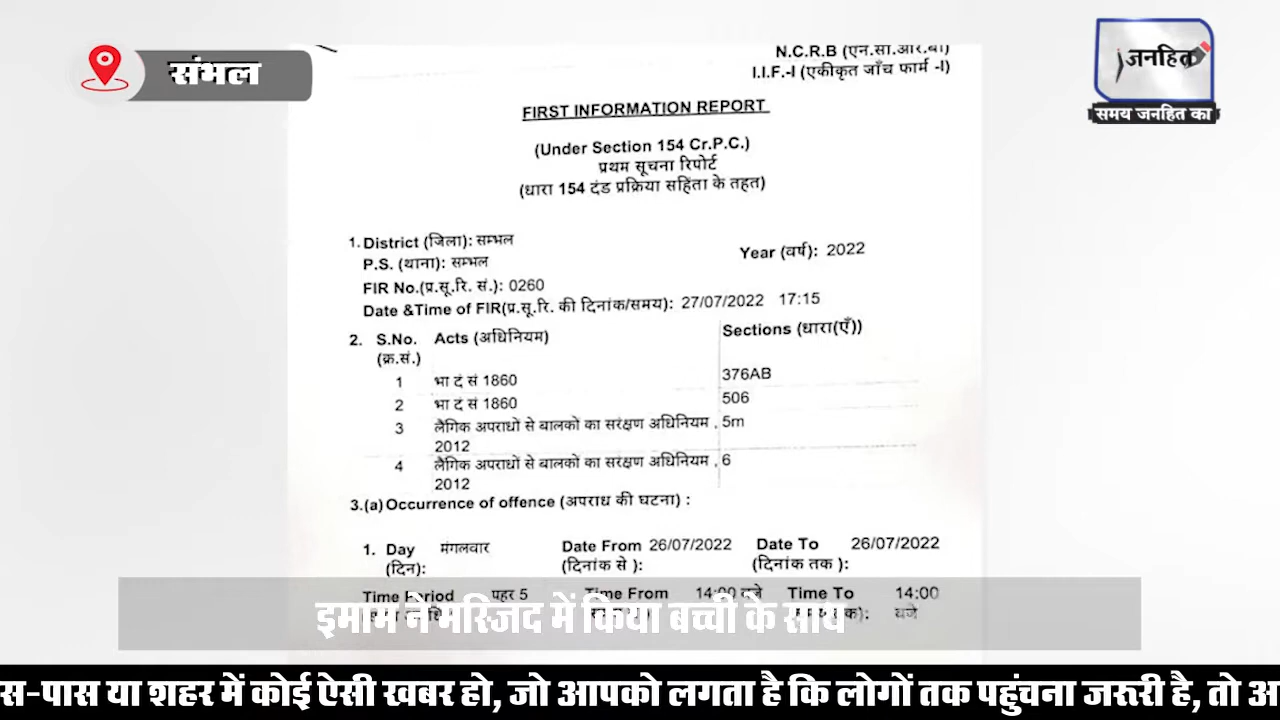 संभल
जनहित
समय जनहित का
N.C.R.B (एन.सी.आर.बी)
I.I.F.-I (एकीकृत जाँच फार्म -I)
FIRST INFORMATION REPORT
(Under Section 154 Cr.P.C.)
प्रथम सूचना रिपोर्ट
(धारा 154 दंड प्रक्रिया सहिंता के तहत)
1. District (जिला): सम्भल
Year (वर्ष): 2022
P.S. (थाना): सम्भल
FIR No.(प्र.सू.रि. सं.): 0260
Date &Time of FIR(प्र.सू.रि. की दिनांक/समय): 27/07/2022 17:15
2. S.No. Acts (अधिनियम) Sections (धारा(एँ))
(क्र.सं.)
1 भा दं सं 1860 376AB
2 भा दं सं 1860 506
3 लैंगिक अपराधों से बालकों का सरंक्षण अधिनियम , 5m
2012
4 लैंगिक अपराधों से बालकों का सरंक्षण अधिनियम , 6
2012
3.(a) Occurrence of offence (अपराध की घटना) :
1. Day मंगलवार Date From 26/07/2022 Date To 26/07/2022
(दिन): (दिनांक से ): (दिनांक तक ):
Time Period पहर 5 Time From 14:00 बजे Time To 14:00
बजे
इमाम ने मस्जिद में किया बच्ची के साथ
स-पास या शहर में कोई ऐसी खबर हो, जो आपको लगता है कि लोगों तक पहुंचना जरूरी है, तो अ